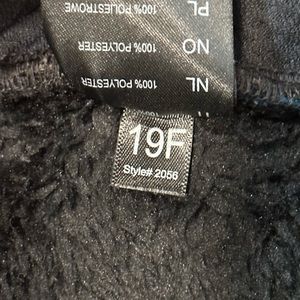 PL 100% POLIESTROWE
NO 100% POLYESTER
NL 100% POLYESTER
19F
Style# 2056